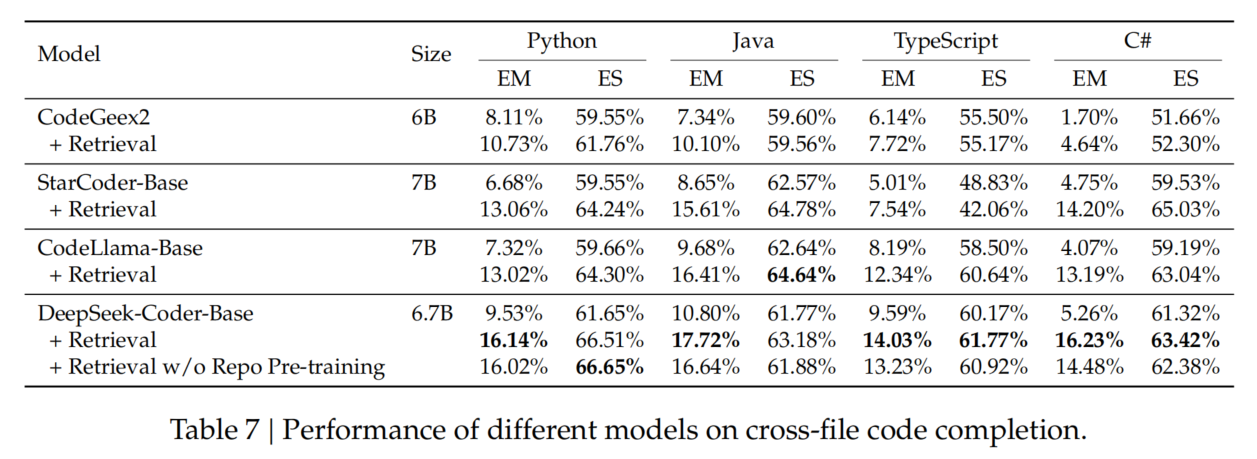 Model Size Python Java TypeScript C#
EM ES EM ES EM ES EM ES
CodeGeex2 6B 8.11% 59.55% 7.34% 59.60% 6.14% 55.50% 1.70% 51.66%
+ Retrieval 10.73% 61.76% 10.10% 59.56% 7.72% 55.17% 4.64% 52.30%
StarCoder-Base 7B 6.68% 59.55% 8.65% 62.57% 5.01% 48.83% 4.75% 59.53%
+ Retrieval 13.06% 64.24% 15.61% 64.78% 7.54% 42.06% 14.20% 65.03%
CodeLlama-Base 7B 7.32% 59.66% 9.68% 62.64% 8.19% 58.50% 4.07% 59.19%
+ Retrieval 13.02% 64.30% 16.41% 64.64% 12.34% 60.64% 13.19% 63.04%
DeepSeek-Coder-Base 6.7B 9.53% 61.65% 10.80% 61.77% 9.59% 60.17% 5.26% 61.32%
+ Retrieval 16.14% 66.51% 17.72% 63.18% 14.03% 61.77% 16.23% 63.42%
+ Retrieval w/o Repo Pre-training 16.02% 66.65% 16.64% 61.88% 13.23% 60.92% 14.48% 62.38%
Table 7 | Performance of different models on cross-file code completion.